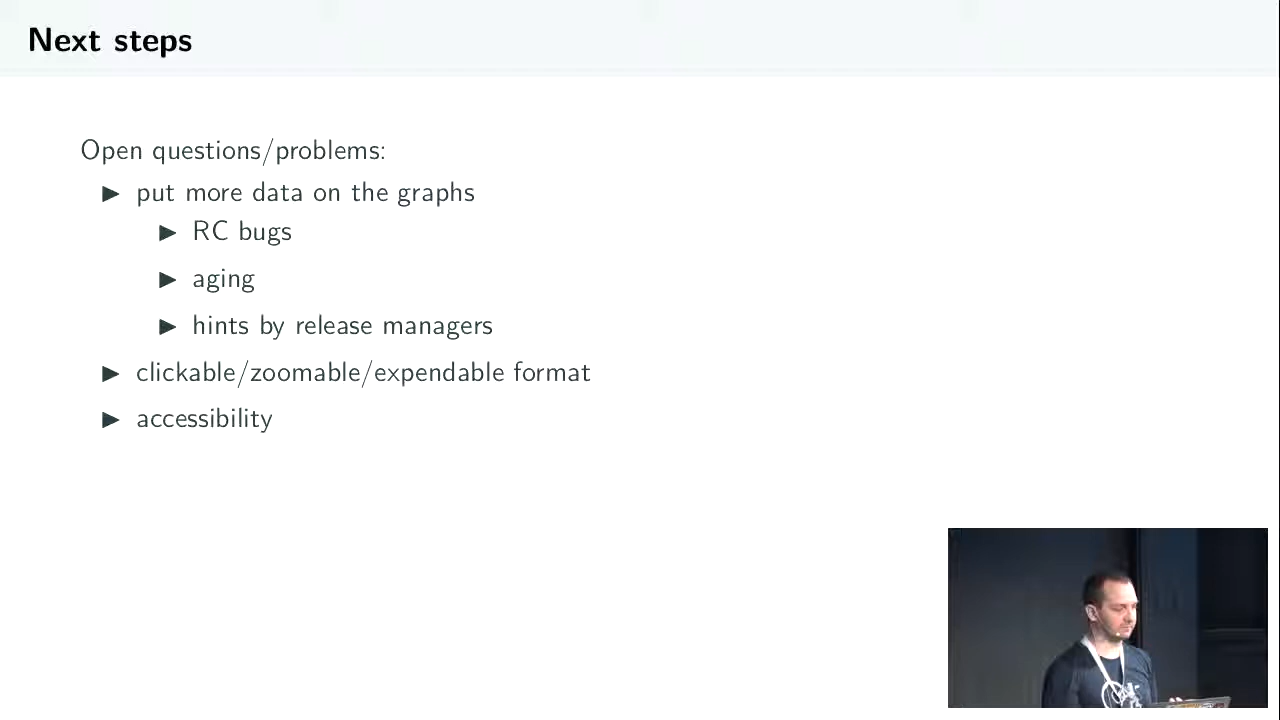 Next steps
Open questions/problems:
▶ put more data on the graphs
▶ RC bugs
▶ aging
▶ hints by release managers
▶ clickable/zoomable/expendable format
▶ accessibility